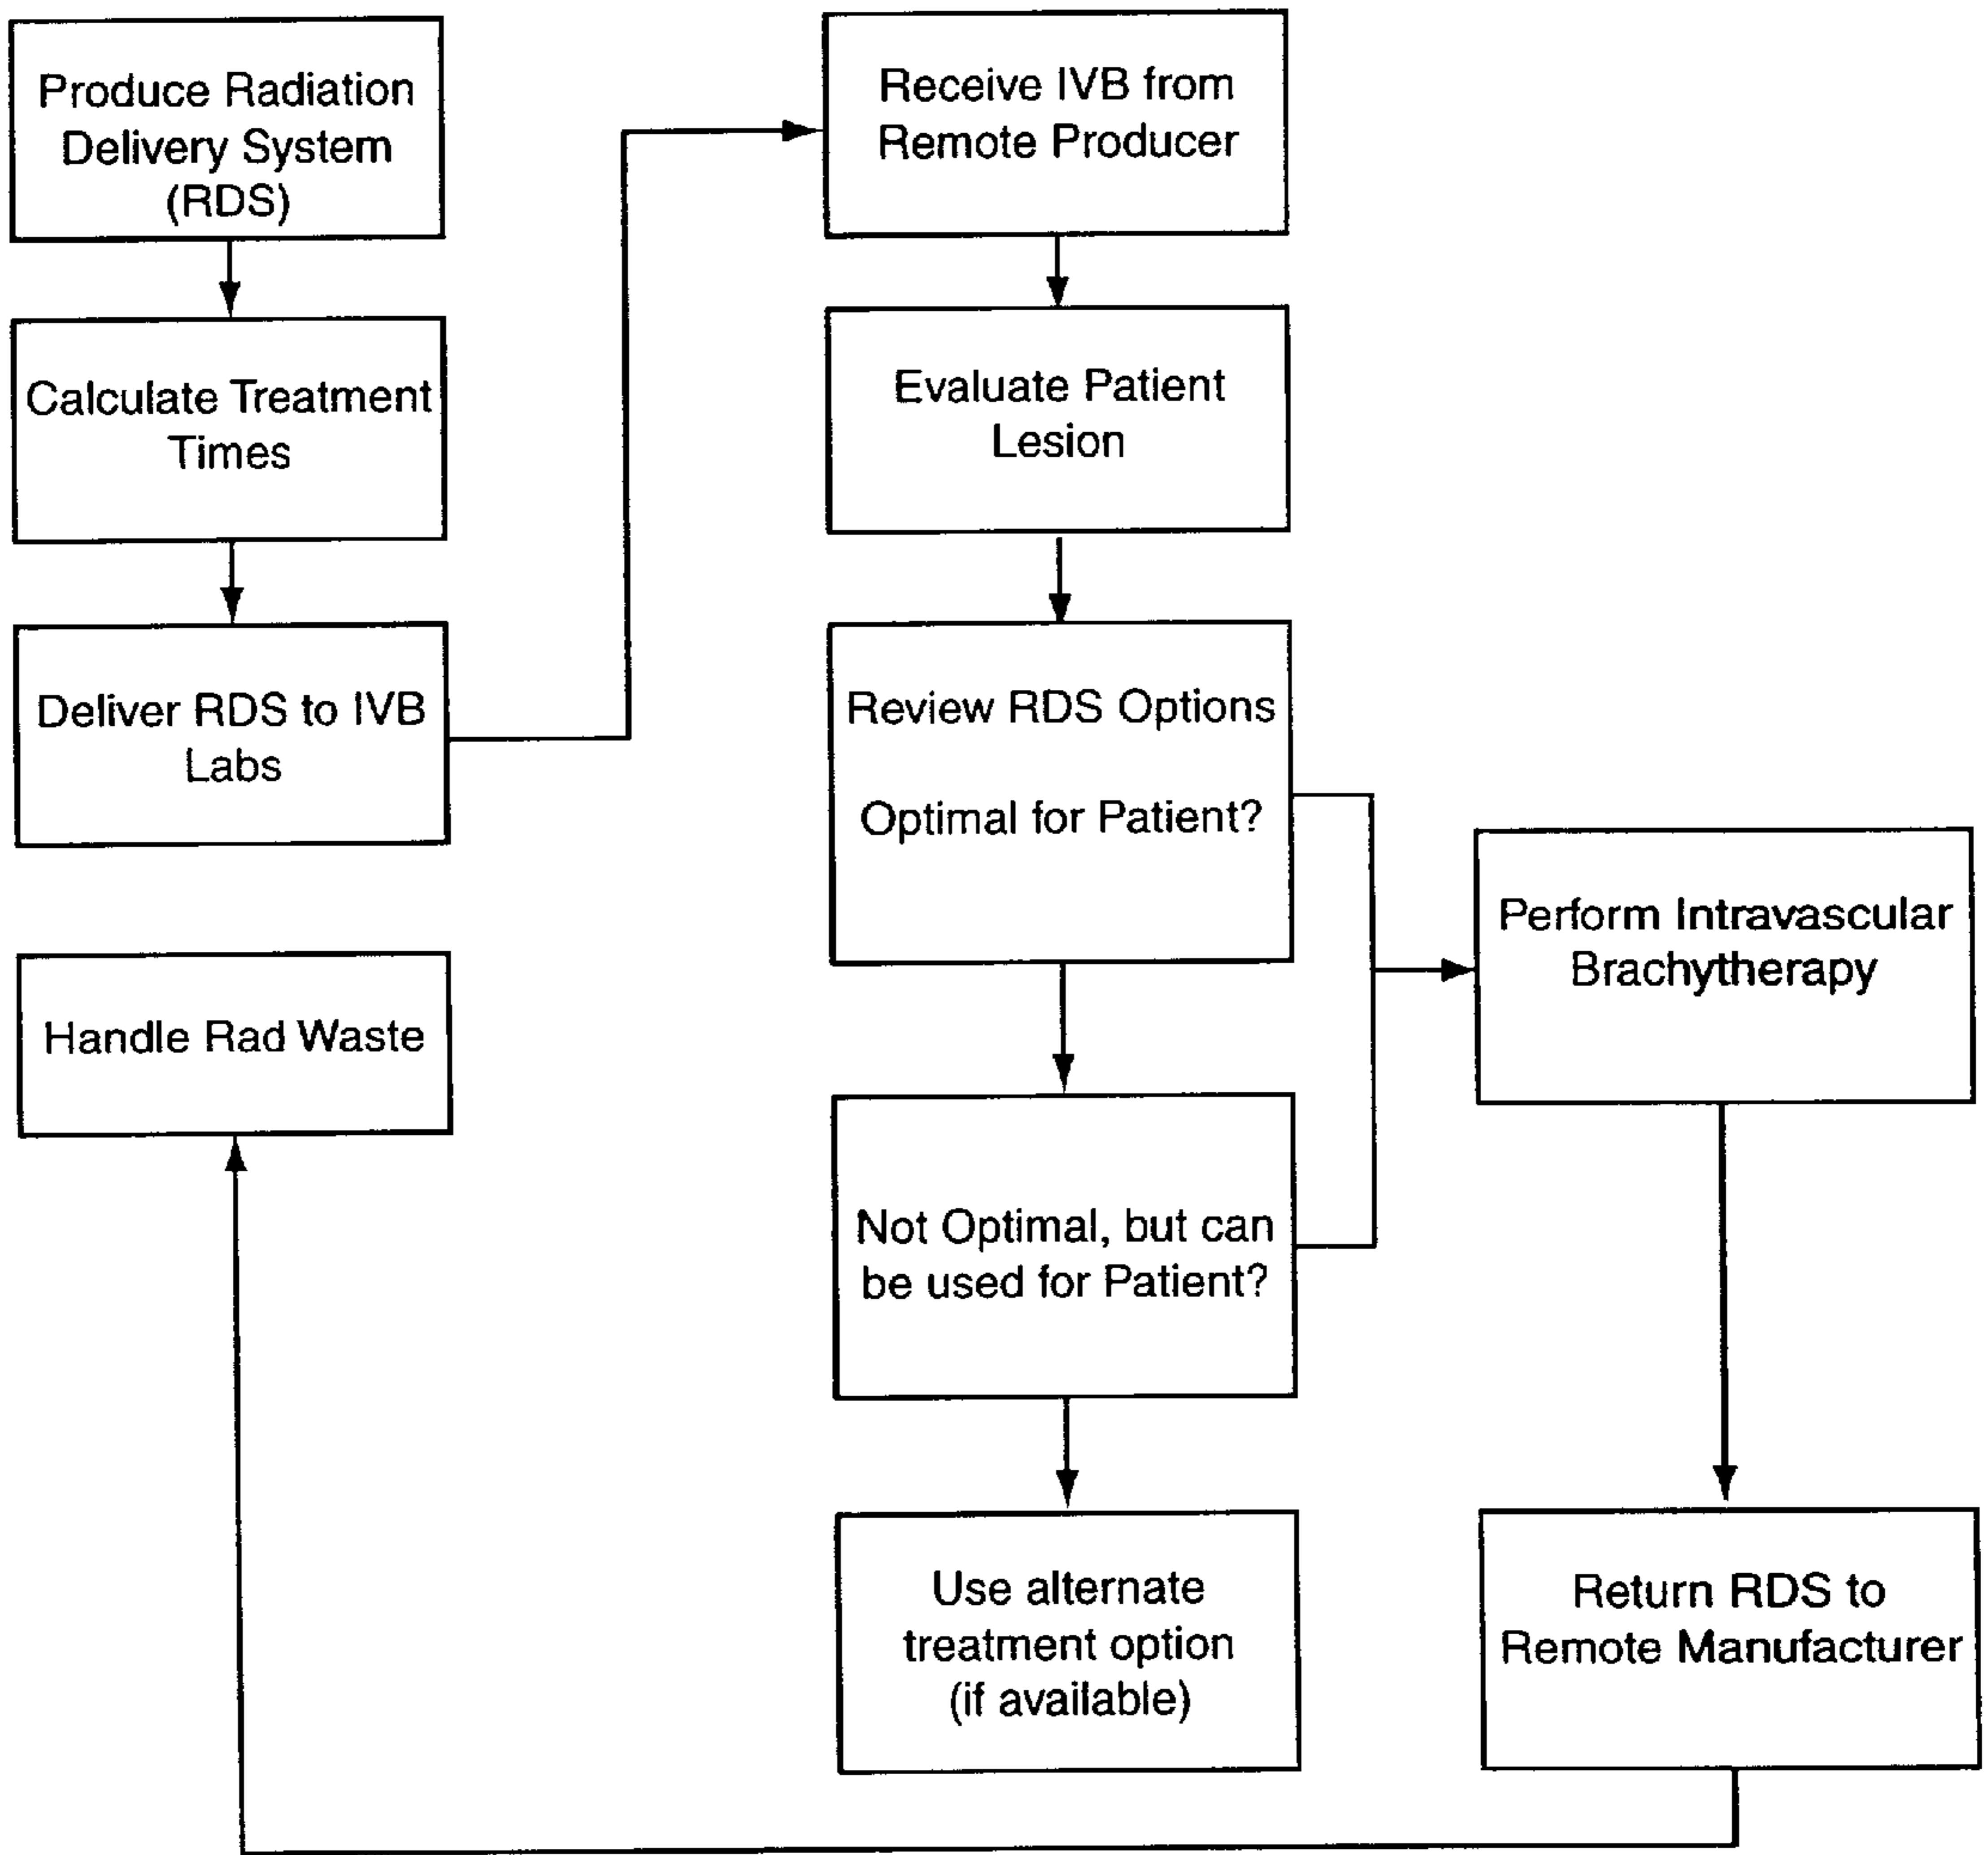 Produce Radiation
Delivery System
(RDS)
Calculate Treatment
Times
Deliver RDS to IVB
Labs
Handle Rad Waste
Receive IVB from
Remote Producer
Evaluate Patient
Lesion
Review RDS Options
Optimal for Patient?
Not Optimal, but can
be used for Patient?
Use alternate
treatment option
(if available)
Perform Intravascular
Brachytherapy
Return RDS to
Remote Manufacturer